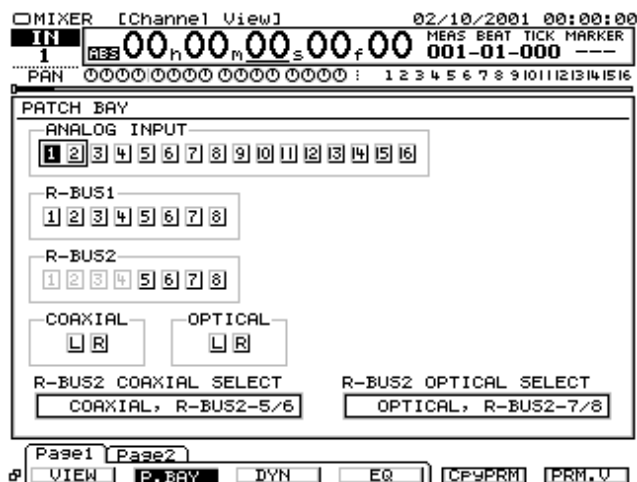 MIXER [Channel View] 02/10/2001 00:00:00
IN 1 ABS 00h00m00s00f00 MEAS BEAT TICK MARKER
001-01-000 ---
PAN 1 2 3 4 5 6 7 8 9 10 11 12 13 14 15 16
PATCH BAY
ANALOG INPUT
1 2 3 4 5 6 7 8 9 10 11 12 13 14 15 16
R-BUS1
1 2 3 4 5 6 7 8
R-BUS2
1 2 3 4 5 6 7 8
COAXIAL OPTICAL
L R L R
R-BUS2 COAXIAL SELECT R-BUS2 OPTICAL SELECT
COAXIAL, R-BUS2-5/6 OPTICAL, R-BUS2-7/8
Page1 Page2
VIEW P.BAY DYN EQ CpyPRM PRM.V